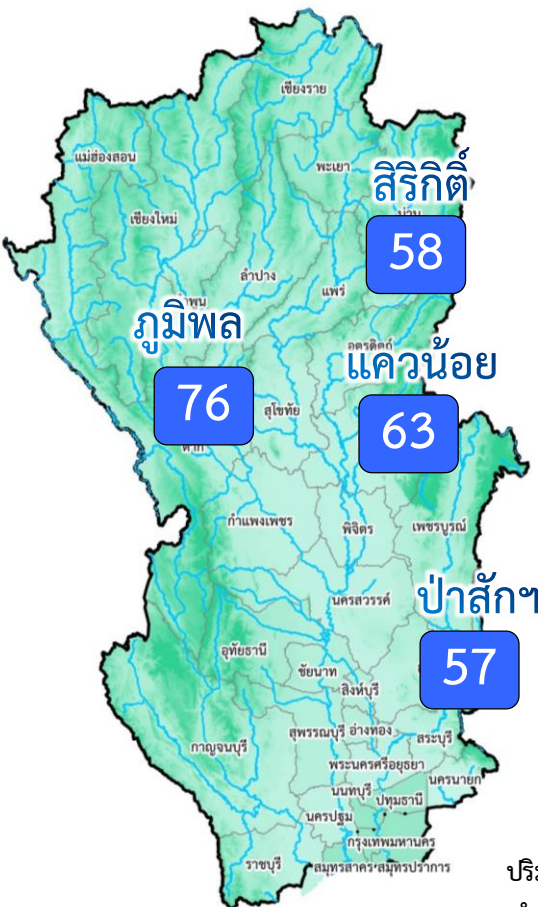 เชียงราย
แม่ฮ่องสอน
พะเยา
สิริกิติ์
น่าน
58
เชียงใหม่
ลำปาง
แพร่
ภูมิพล
76
อุตรดิตถ์
แควน้อย
63
สุโขทัย
ตาก
กำแพงเพชร
พิจิตร
เพชรบูรณ์
นครสวรรค์
ป่าสักฯ
57
อุทัยธานี
ชัยนาท
สิงห์บุรี
สุพรรณบุรี
อ่างทอง
สระบุรี
กาญจนบุรี
พระนครศรีอยุธยา
นครนายก
นนทบุรี
ปทุมธานี
นครปฐม
กรุงเทพมหานคร
ราชบุรี
สมุทรสาคร
สมุทรปราการ